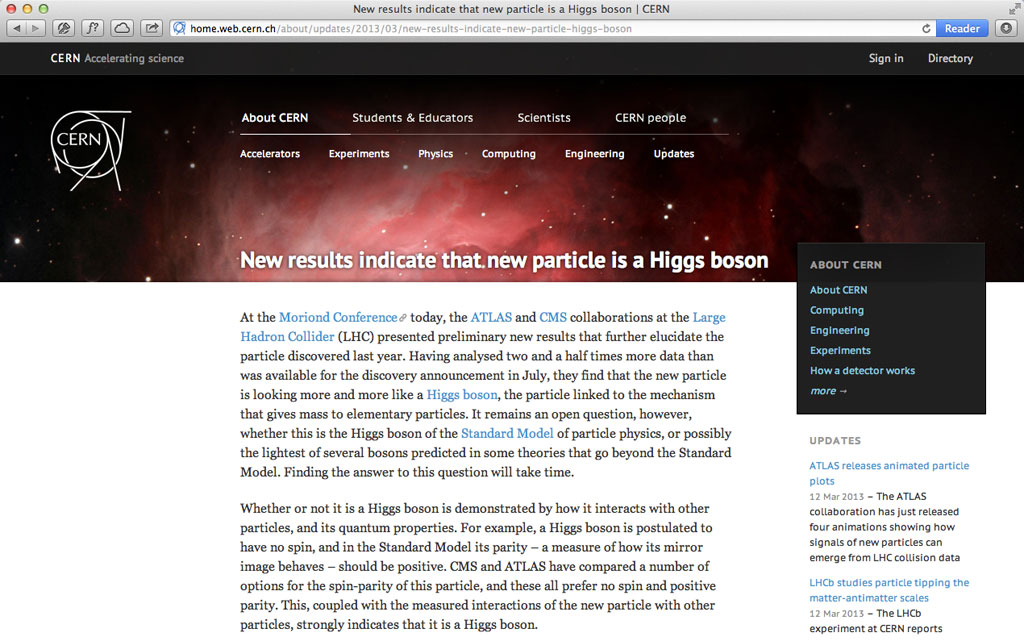 New results indicate that new particle is a Higgs boson | CERN
home.web.cern.ch/about/updates/2013/03/new-results-indicate-new-particle-higgs-boson
Reader
CERN Accelerating science
Sign in
Directory
CERN
About CERN
Students & Educators
Scientists
CERN people
Accelerators
Experiments
Physics
Computing
Engineering
Updates
New results indicate that new particle is a Higgs boson
At the Moriond Conference today, the ATLAS and CMS collaborations at the Large
Hadron Collider (LHC) presented preliminary new results that further elucidate the
particle discovered last year. Having analysed two and a half times more data than
was available for the discovery announcement in July, they find that the new particle
is looking more and more like a Higgs boson, the particle linked to the mechanism
that gives mass to elementary particles. It remains an open question, however,
whether this is the Higgs boson of the Standard Model of particle physics, or possibly
the lightest of several bosons predicted in some theories that go beyond the Standard
Model. Finding the answer to this question will take time.
Whether or not it is a Higgs boson is demonstrated by how it interacts with other
particles, and its quantum properties. For example, a Higgs boson is postulated to
have no spin, and in the Standard Model its parity – a measure of how its mirror
image behaves – should be positive. CMS and ATLAS have compared a number of
options for the spin-parity of this particle, and these all prefer no spin and positive
parity. This, coupled with the measured interactions of the new particle with other
particles, strongly indicates that it is a Higgs boson.
ABOUT CERN
About CERN
Computing
Engineering
Experiments
How a detector works
more →
UPDATES
ATLAS releases animated particle
plots
12 Mar 2013 – The ATLAS
collaboration has just released
four animations showing how
signals of new particles can
emerge from LHC collision data
LHCb studies particle tipping the
matter-antimatter scales
12 Mar 2013 – The LHCb
experiment at CERN reports